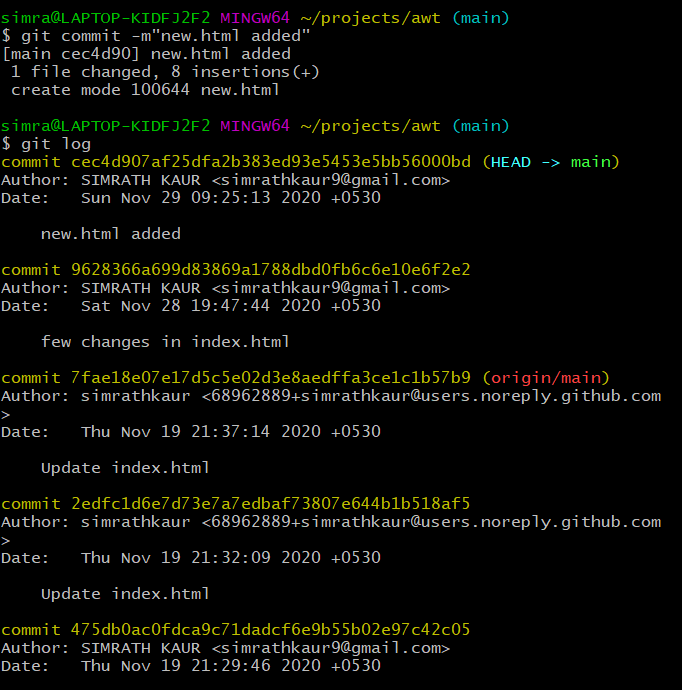 simra@LAPTOP-KIDFJ2F2 MINGW64 ~/projects/awt (main)
$ git commit -m"new.html added"
[main cec4d90] new.html added
 1 file changed, 8 insertions(+)
 create mode 100644 new.html

simra@LAPTOP-KIDFJ2F2 MINGW64 ~/projects/awt (main)
$ git log
commit cec4d907af25dfa2b383ed93e5453e5bb56000bd (HEAD -> main)
Author: SIMRATH KAUR <simrathkaur9@gmail.com>
Date:   Sun Nov 29 09:25:13 2020 +0530

    new.html added

commit 9628366a699d83869a1788dbd0fb6c6e10e6f2e2
Author: SIMRATH KAUR <simrathkaur9@gmail.com>
Date:   Sat Nov 28 19:47:44 2020 +0530

    few changes in index.html

commit 7fae18e07e17d5c5e02d3e8aedffa3ce1c1b57b9 (origin/main)
Author: simrathkaur <68962889+simrathkaur@users.noreply.github.com
>
Date:   Thu Nov 19 21:37:14 2020 +0530

    Update index.html

commit 2edfc1d6e7d73e7a7edbaf73807e644b1b518af5
Author: simrathkaur <68962889+simrathkaur@users.noreply.github.com
>
Date:   Thu Nov 19 21:32:09 2020 +0530

    Update index.html

commit 475db0ac0fdca9c71dadcf6e9b55b02e97c42c05
Author: SIMRATH KAUR <simrathkaur9@gmail.com>
Date:   Thu Nov 19 21:29:46 2020 +0530